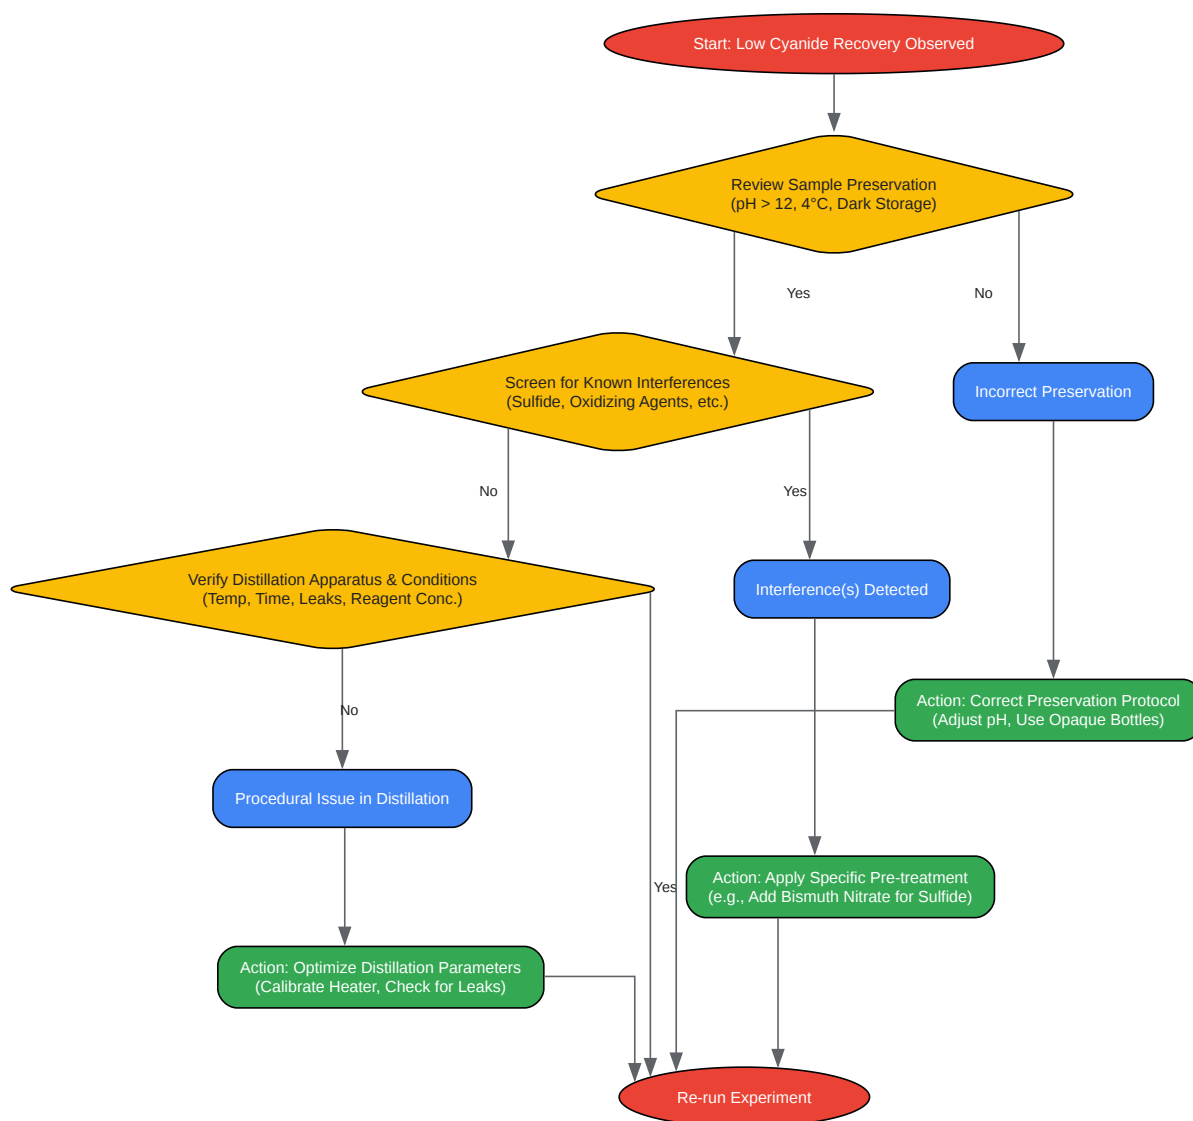 Start: Low Cyanide Recovery Observed
Review Sample Preservation
(pH > 12, 4°C, Dark Storage)
Yes
No
Screen for Known Interferences
(Sulfide, Oxidizing Agents, etc.)
Incorrect Preservation
No
Yes
Verify Distillation Apparatus & Conditions
(Temp, Time, Leaks, Reagent Conc.)
Interference(s) Detected
Action: Correct Preservation Protocol
(Adjust pH, Use Opaque Bottles)
No
Procedural Issue in Distillation
Yes
Action: Apply Specific Pre-treatment
(e.g., Add Bismuth Nitrate for Sulfide)
Action: Optimize Distillation Parameters
(Calibrate Heater, Check for Leaks)
Re-run Experiment